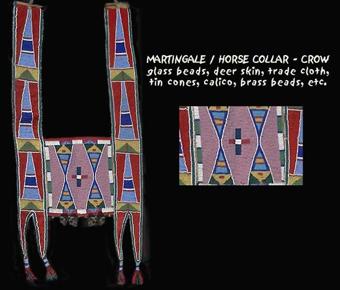 MARTINGALE / HORSE COLLAR - CROW
glass beads, deer skin, trade cloth,
tin cones, calico, brass beads, etc.